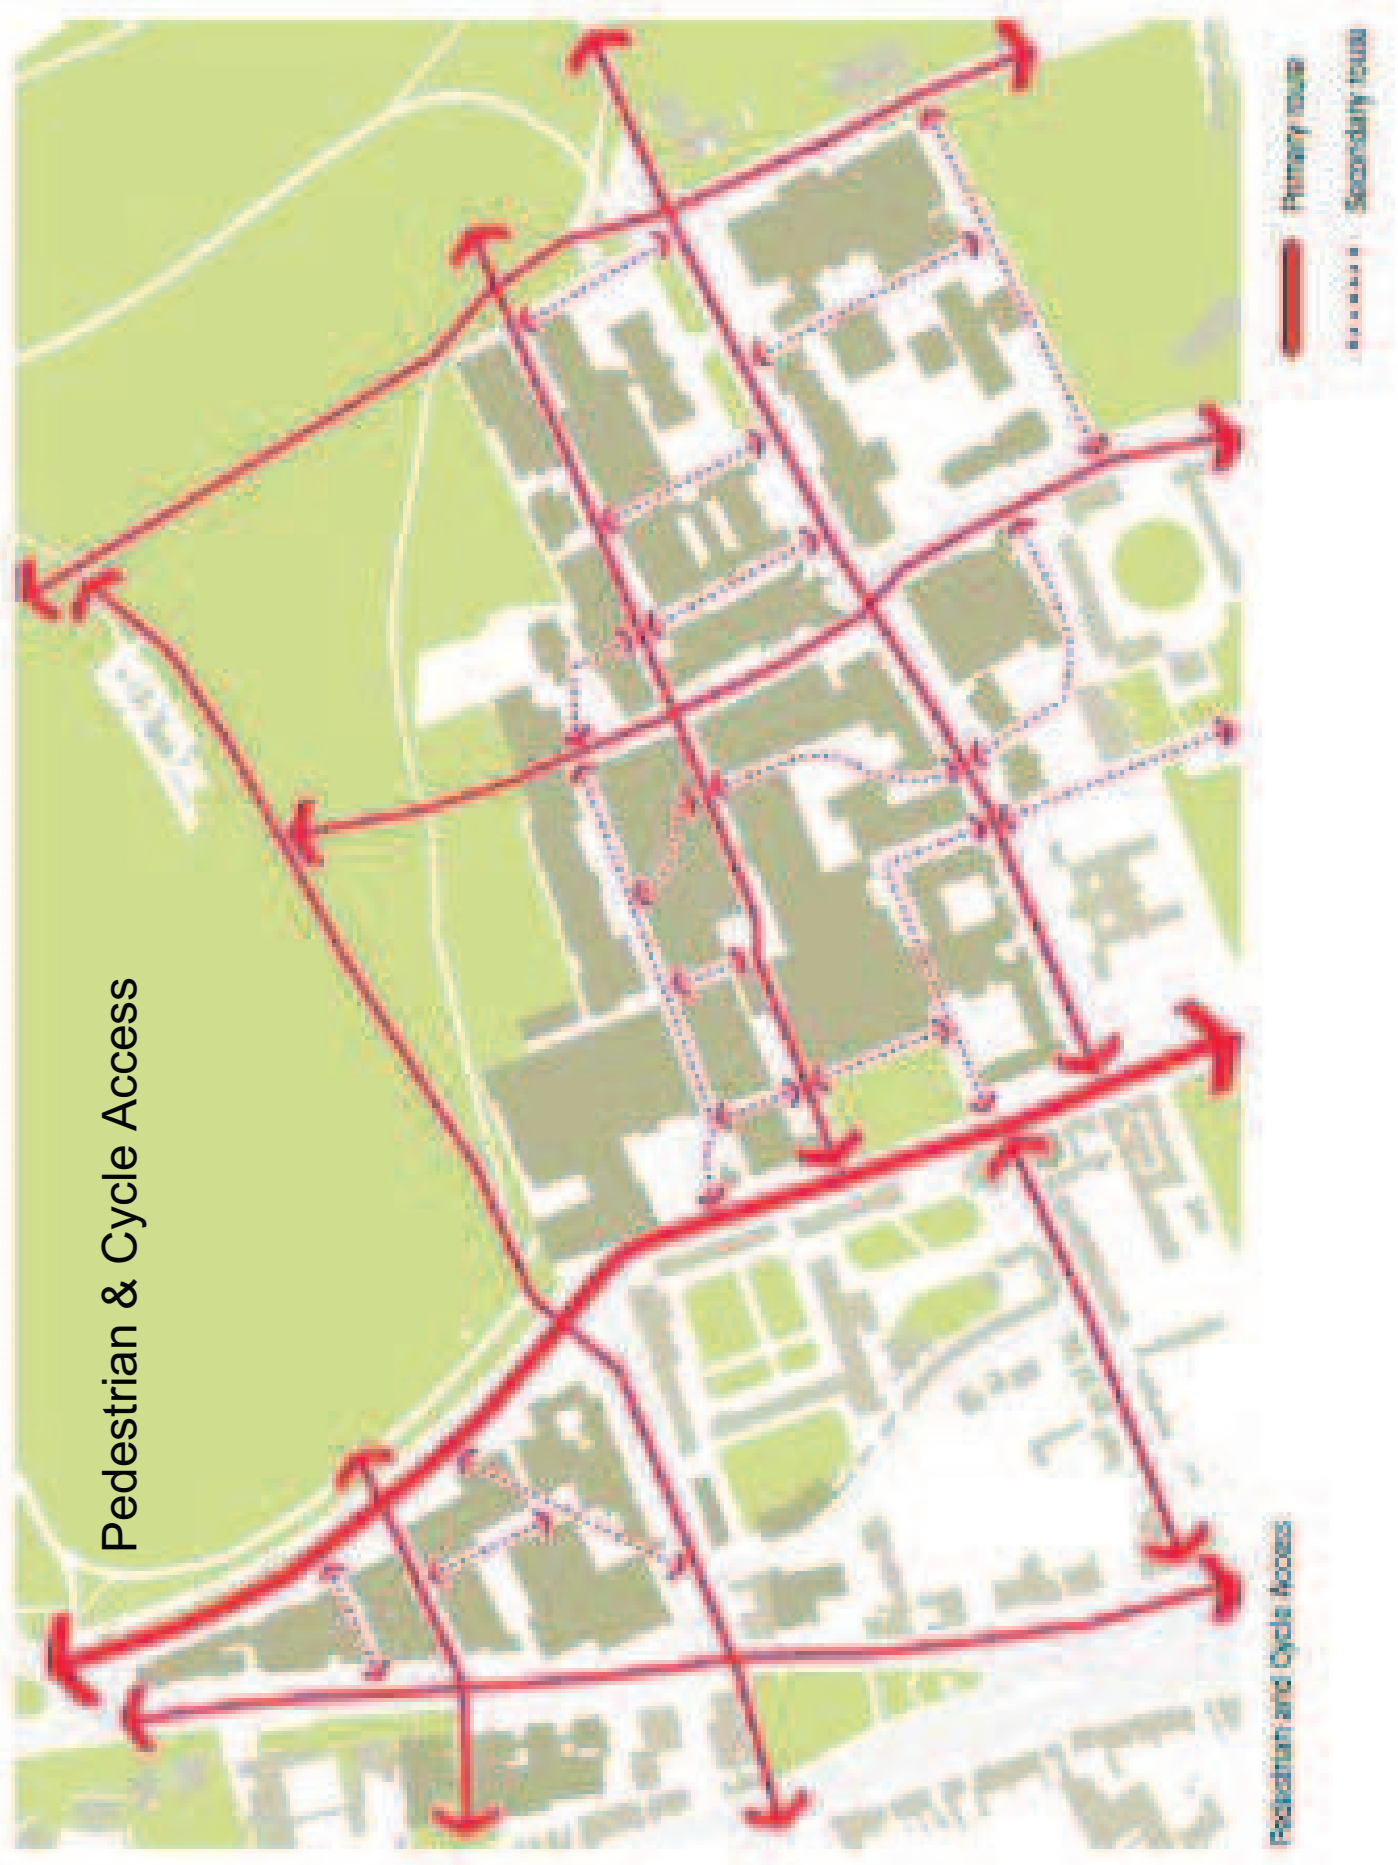 Pedestrian & Cycle Access
Primary route
Secondary route
Pedestrian and Cycle Access